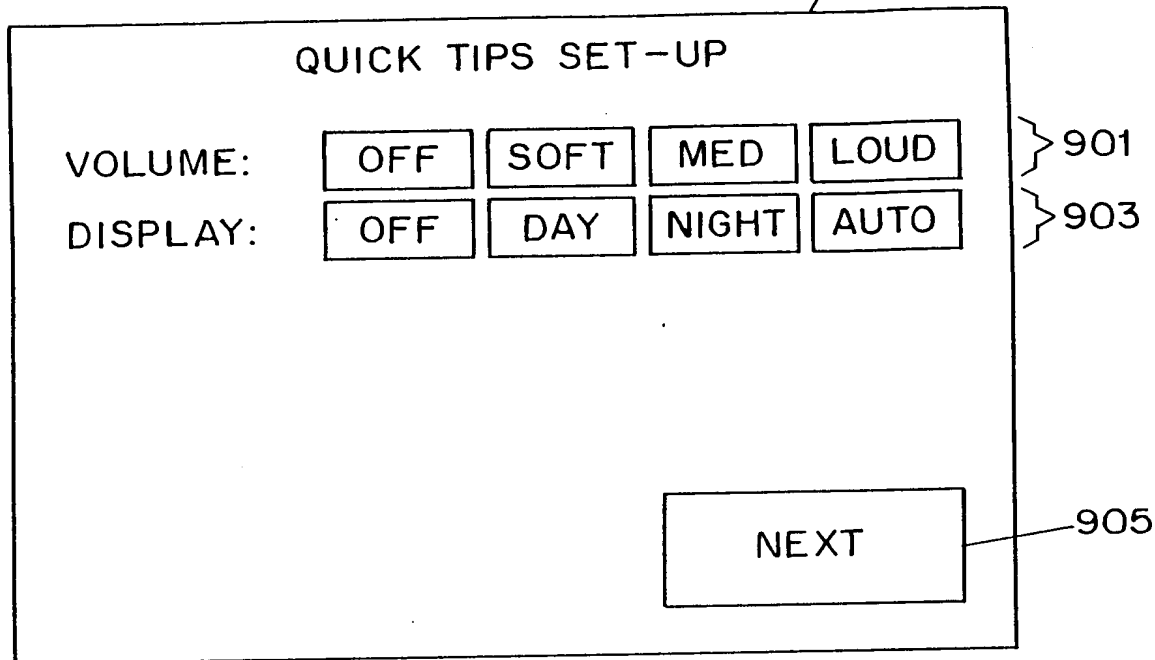 QUICK TIPS SET-UP
VOLUME: OFF SOFT MED LOUD 901
DISPLAY: OFF DAY NIGHT AUTO 903
NEXT 905